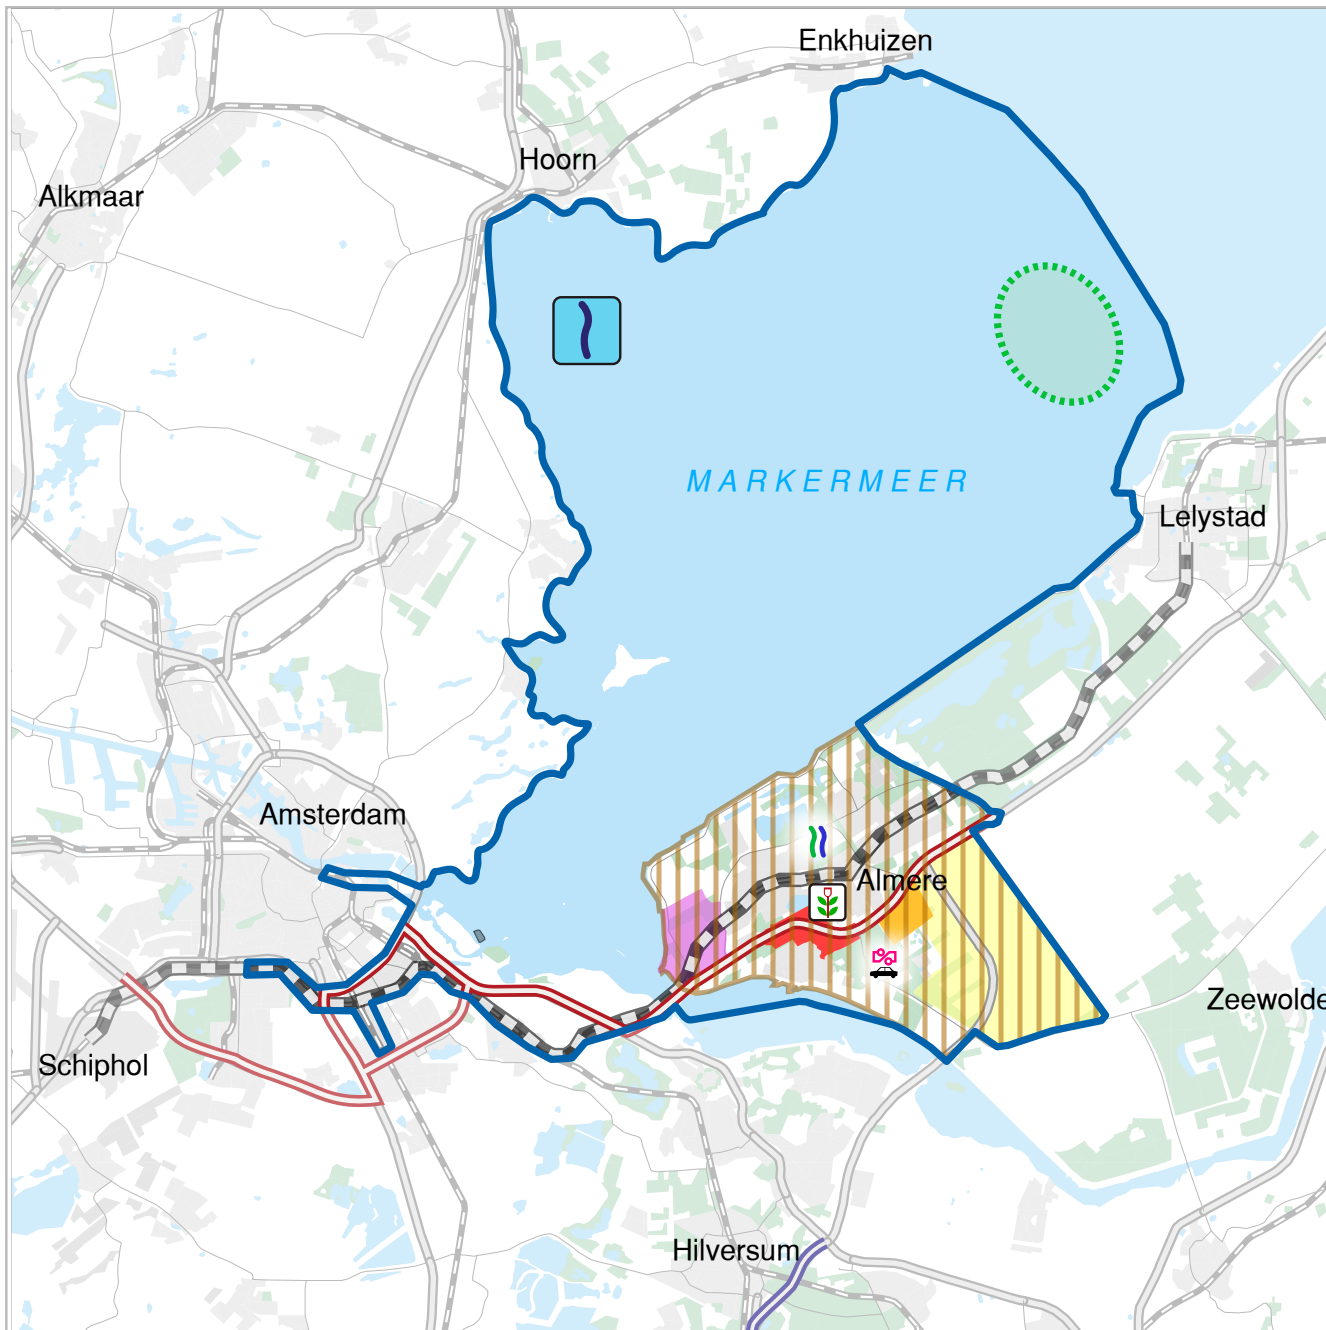 Enkhuizen
Hoorn
Alkmaar
MARKERMEER
Lelystad
Amsterdam
Almere
Zeewolde
Schiphol
Hilversum